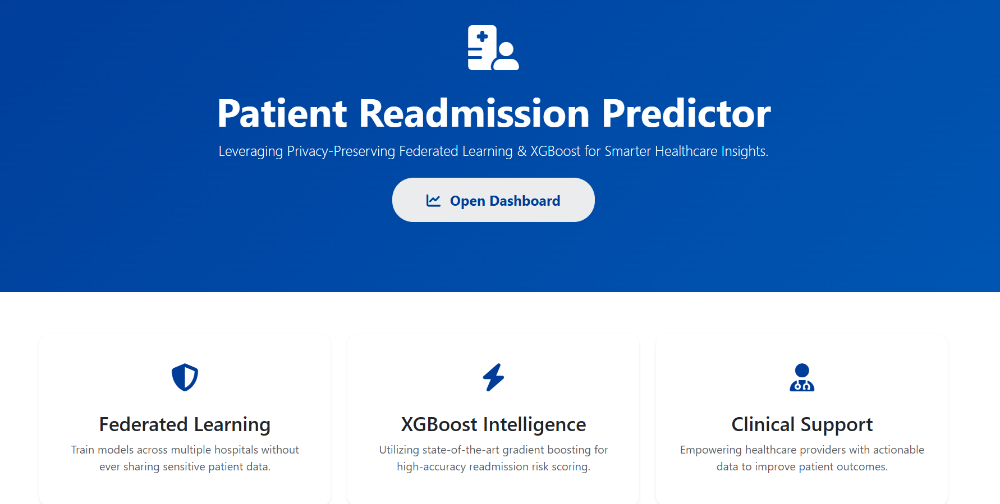 Patient Readmission Predictor
Leveraging Privacy-Preserving Federated Learning & XGBoost for Smarter Healthcare Insights.
Open Dashboard
Federated Learning
Train models across multiple hospitals without
ever sharing sensitive patient data.
XGBoost Intelligence
Utilizing state-of-the-art gradient boosting for
high-accuracy readmission risk scoring.
Clinical Support
Empowering healthcare providers with actionable
data to improve patient outcomes.